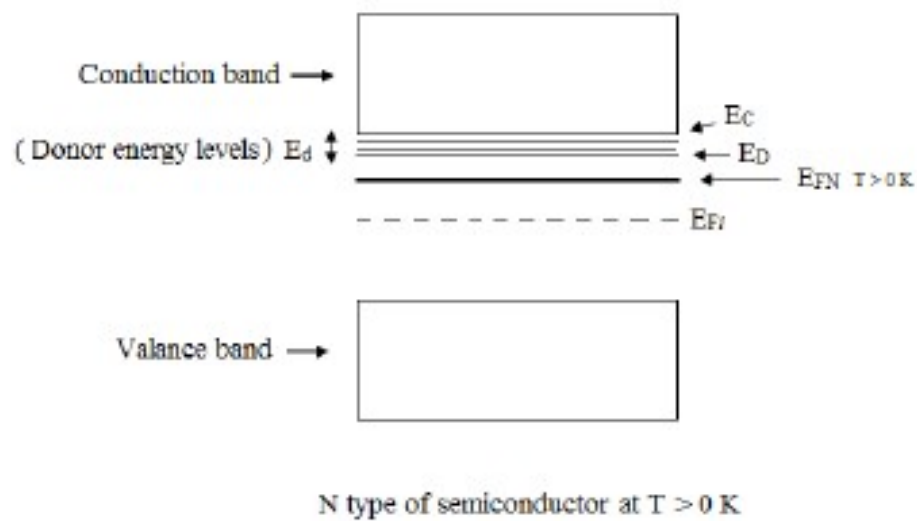 Conduction band
EC
( Donor energy levels) Ed
ED
EFN T > 0 K
EFi
Valance band
N type of semiconductor at T > 0 K